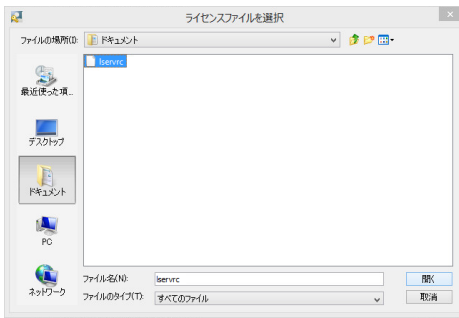 ライセンスファイルを選択
ファイルの場所(I):
ドキュメント
lservrc
最近使った項...
デスクトップ
ドキュメント
PC
ネットワーク
ファイル名(N):
lservrc
開く
ファイルのタイプ(T):
すべてのファイル
取消